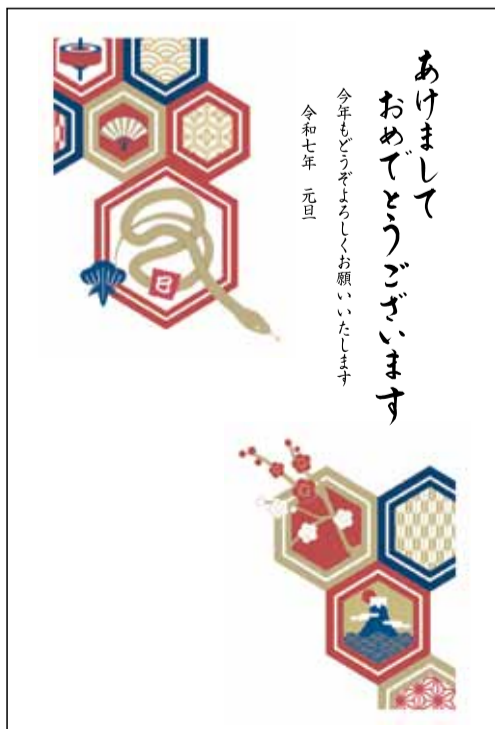 あけまして
おめでとうございます
今年もどうぞよろしくお願いいたします
令和七年　元旦
巳